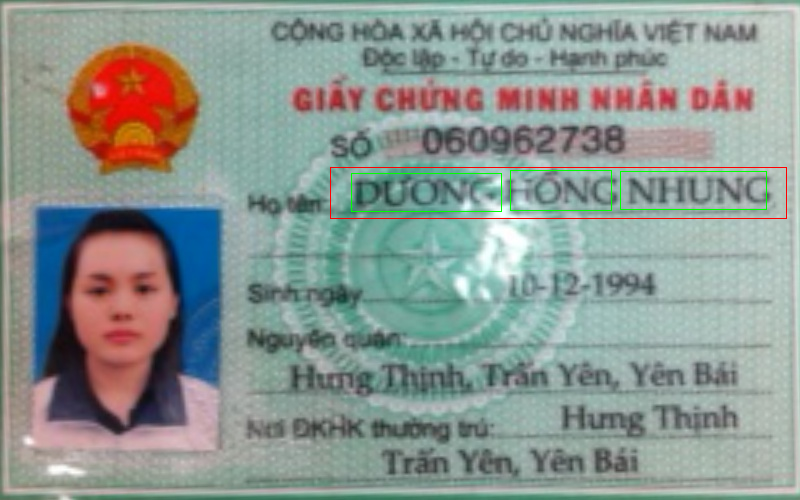 CỘNG HÒA XÃ HỘI CHỦ NGHĨA VIỆT NAM
Độc lập - Tự do - Hạnh phúc
GIẤY CHỨNG MINH NHÂN DÂN
SỐ 060962738
Họ tên: DƯƠNG HỒNG NHUNG
Sinh ngày 10-12-1994
Nguyên quán:
Hưng Thịnh, Trấn Yên, Yên Bái
Nơi ĐKHK thường trú: Hưng Thịnh
Trấn Yên, Yên Bái